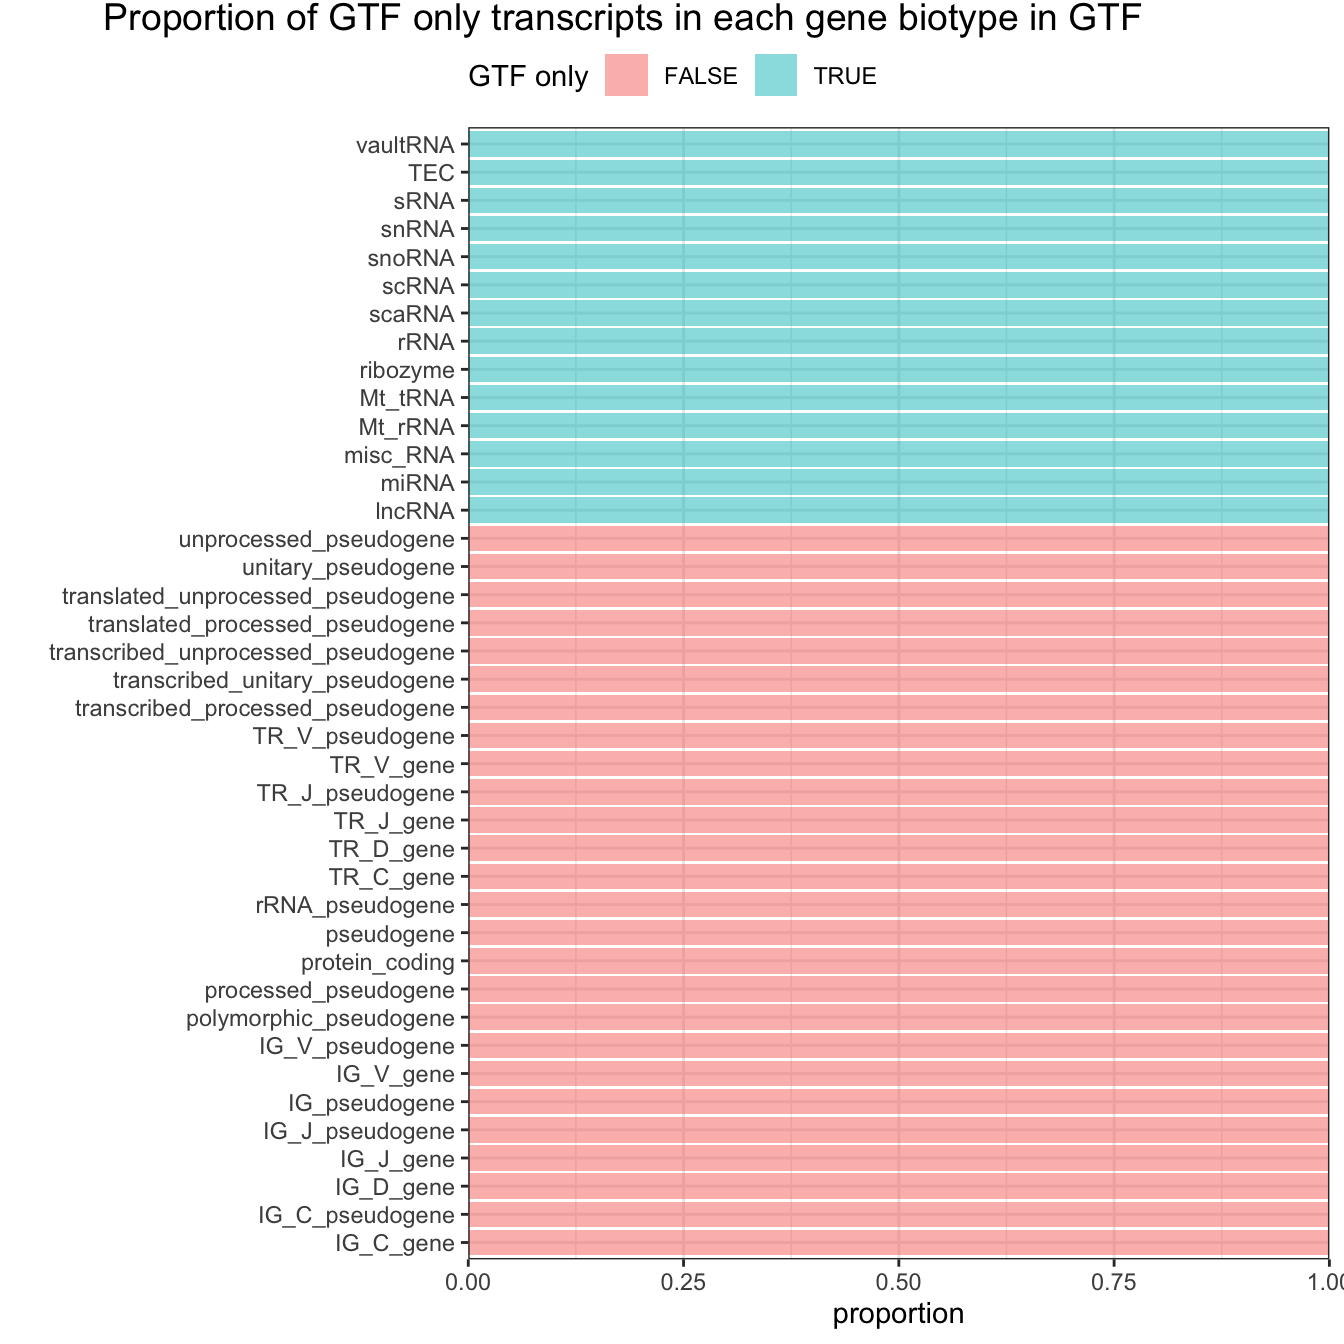 Proportion of GTF only transcripts in each gene biotype in GTF
GTF only FALSE TRUE
vaultRNA
TEC
sRNA
snRNA
snoRNA
scRNA
scaRNA
rRNA
ribozyme
Mt_tRNA
Mt_rRNA
misc_RNA
miRNA
lncRNA
unprocessed_pseudogene
unitary_pseudogene
translated_unprocessed_pseudogene
translated_processed_pseudogene
transcribed_unprocessed_pseudogene
transcribed_unitary_pseudogene
transcribed_processed_pseudogene
TR_V_pseudogene
TR_V_gene
TR_J_pseudogene
TR_J_gene
TR_D_gene
TR_C_gene
rRNA_pseudogene
pseudogene
protein_coding
processed_pseudogene
polymorphic_pseudogene
IG_V_pseudogene
IG_V_gene
IG_pseudogene
IG_J_pseudogene
IG_J_gene
IG_D_gene
IG_C_pseudogene
IG_C_gene
0.00 0.25 0.50 0.75 1.00
proportion